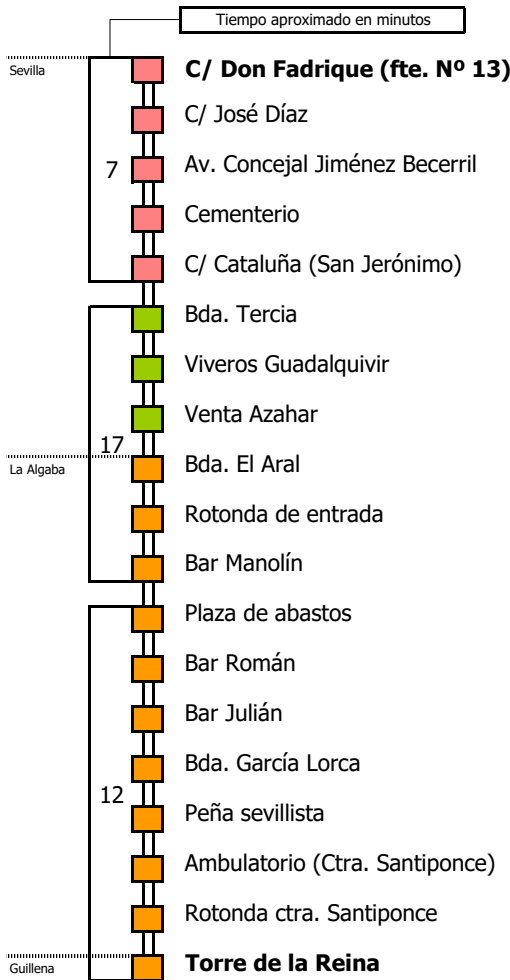 Tiempo aproximado en minutos
Sevilla
C/ Don Fadrique (fte. Nº 13)
C/ José Díaz
7
Av. Concejal Jiménez Becerril
Cementerio
C/ Cataluña (San Jerónimo)
Bda. Tercia
Viveros Guadalquivir
Venta Azahar
17
La Algaba
Bda. El Aral
Rotonda de entrada
Bar Manolín
Plaza de abastos
Bar Román
Bar Julián
Bda. García Lorca
12
Peña sevillista
Ambulatorio (Ctra. Santiponce)
Rotonda ctra. Santiponce
Guillena
Torre de la Reina